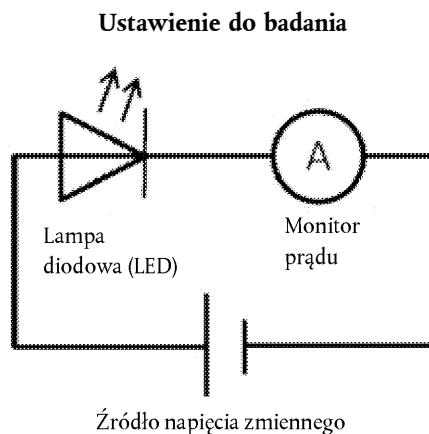 Ustawienie do badania
A
Lampa
diodowa (LED)
Monitor
prądu
Źródło napięcia zmiennego